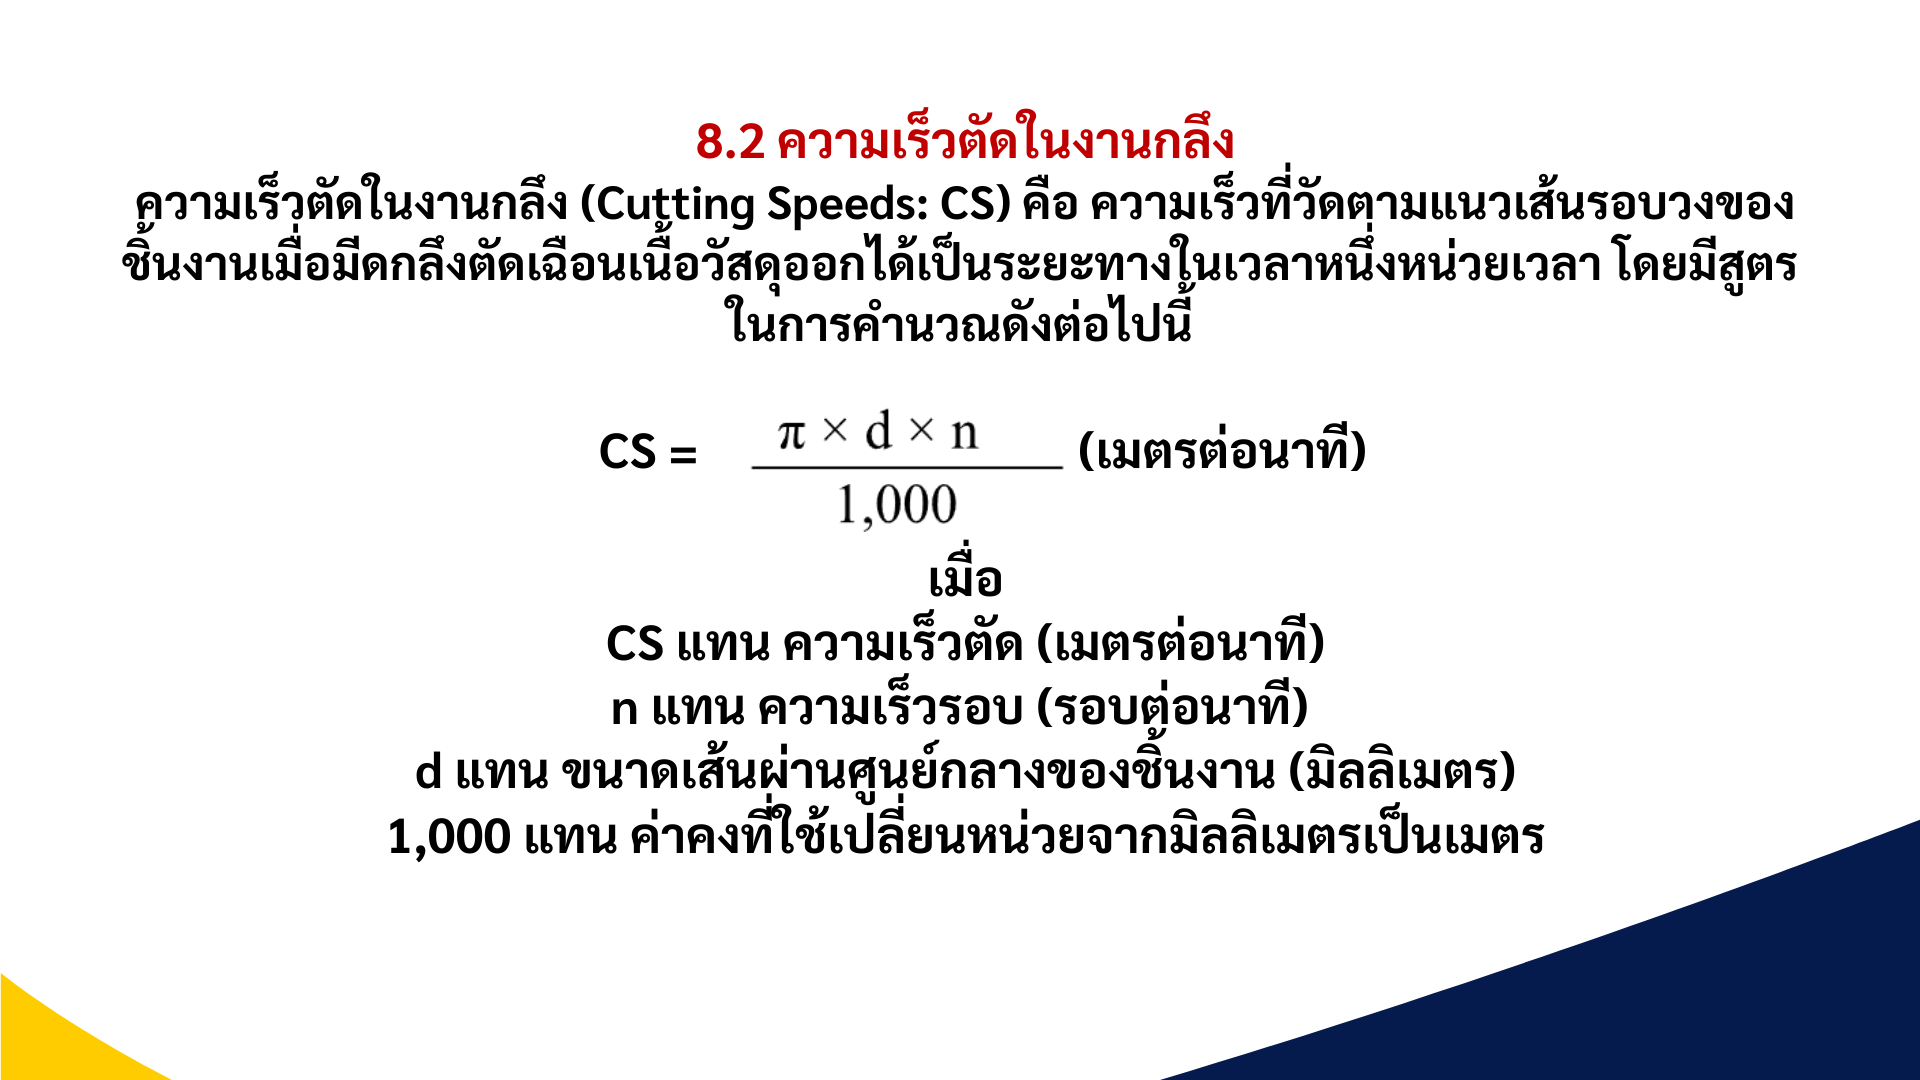 8.2 ความเร็วตัดในงานกลึง
ความเร็วตัดในงานกลึง (Cutting Speeds: CS) คือ ความเร็วที่วัดตามแนวเส้นรอบวงของ
ชิ้นงานเมื่อมีดกลึงตัดเฉือนเนื้อวัสดุออกได้เป็นระยะทางในเวลาหนึ่งหน่วยเวลา โดยมีสูตร
ในการคำนวณดังต่อไปนี้
π × d × n
CS = (เมตรต่อนาที)
1,000
เมื่อ
CS แทน ความเร็วตัด (เมตรต่อนาที)
n แทน ความเร็วรอบ (รอบต่อนาที)
d แทน ขนาดเส้นผ่านศูนย์กลางของชิ้นงาน (มิลลิเมตร)
1,000 แทน ค่าคงที่ใช้เปลี่ยนหน่วยจากมิลลิเมตรเป็นเมตร